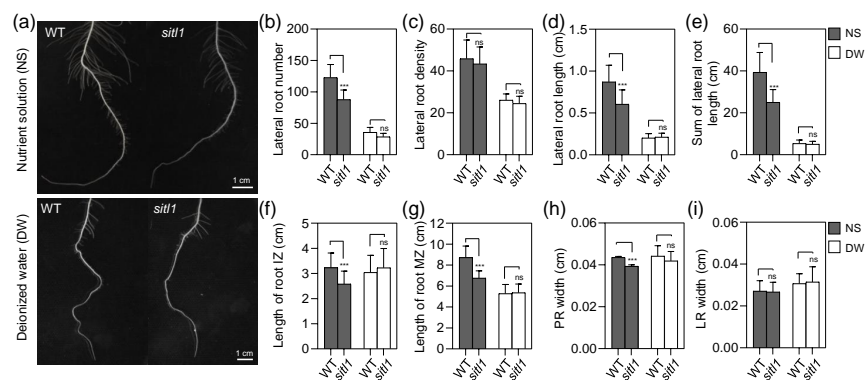 (a)
WT
sitl1
Nutrient solution (NS)
1 cm
WT
sitl1
Deionized water (DW)
1 cm
(b)
Lateral root number
200
150
100
50
0
***
ns
WT
sitl1
WT
sitl1
(c)
Lateral root density
60
40
20
0
ns
ns
WT
sitl1
WT
sitl1
(d)
Lateral root length (cm)
1.5
1.0
0.5
0.0
***
ns
WT
sitl1
WT
sitl1
(e)
Sum of lateral root
length (cm)
60
40
20
0
***
ns
WT
sitl1
WT
sitl1
NS
DW
(f)
Length of root IZ (cm)
5
4
3
2
1
0
***
ns
WT
sitl1
WT
sitl1
(g)
Length of root MZ (cm)
12
10
8
6
4
2
0
***
ns
WT
sitl1
WT
sitl1
(h)
PR width (cm)
0.06
0.04
0.02
0.00
***
ns
WT
sitl1
WT
sitl1
(i)
LR width (cm)
0.06
0.04
0.02
0.00
ns
ns
WT
sitl1
WT
sitl1
NS
DW